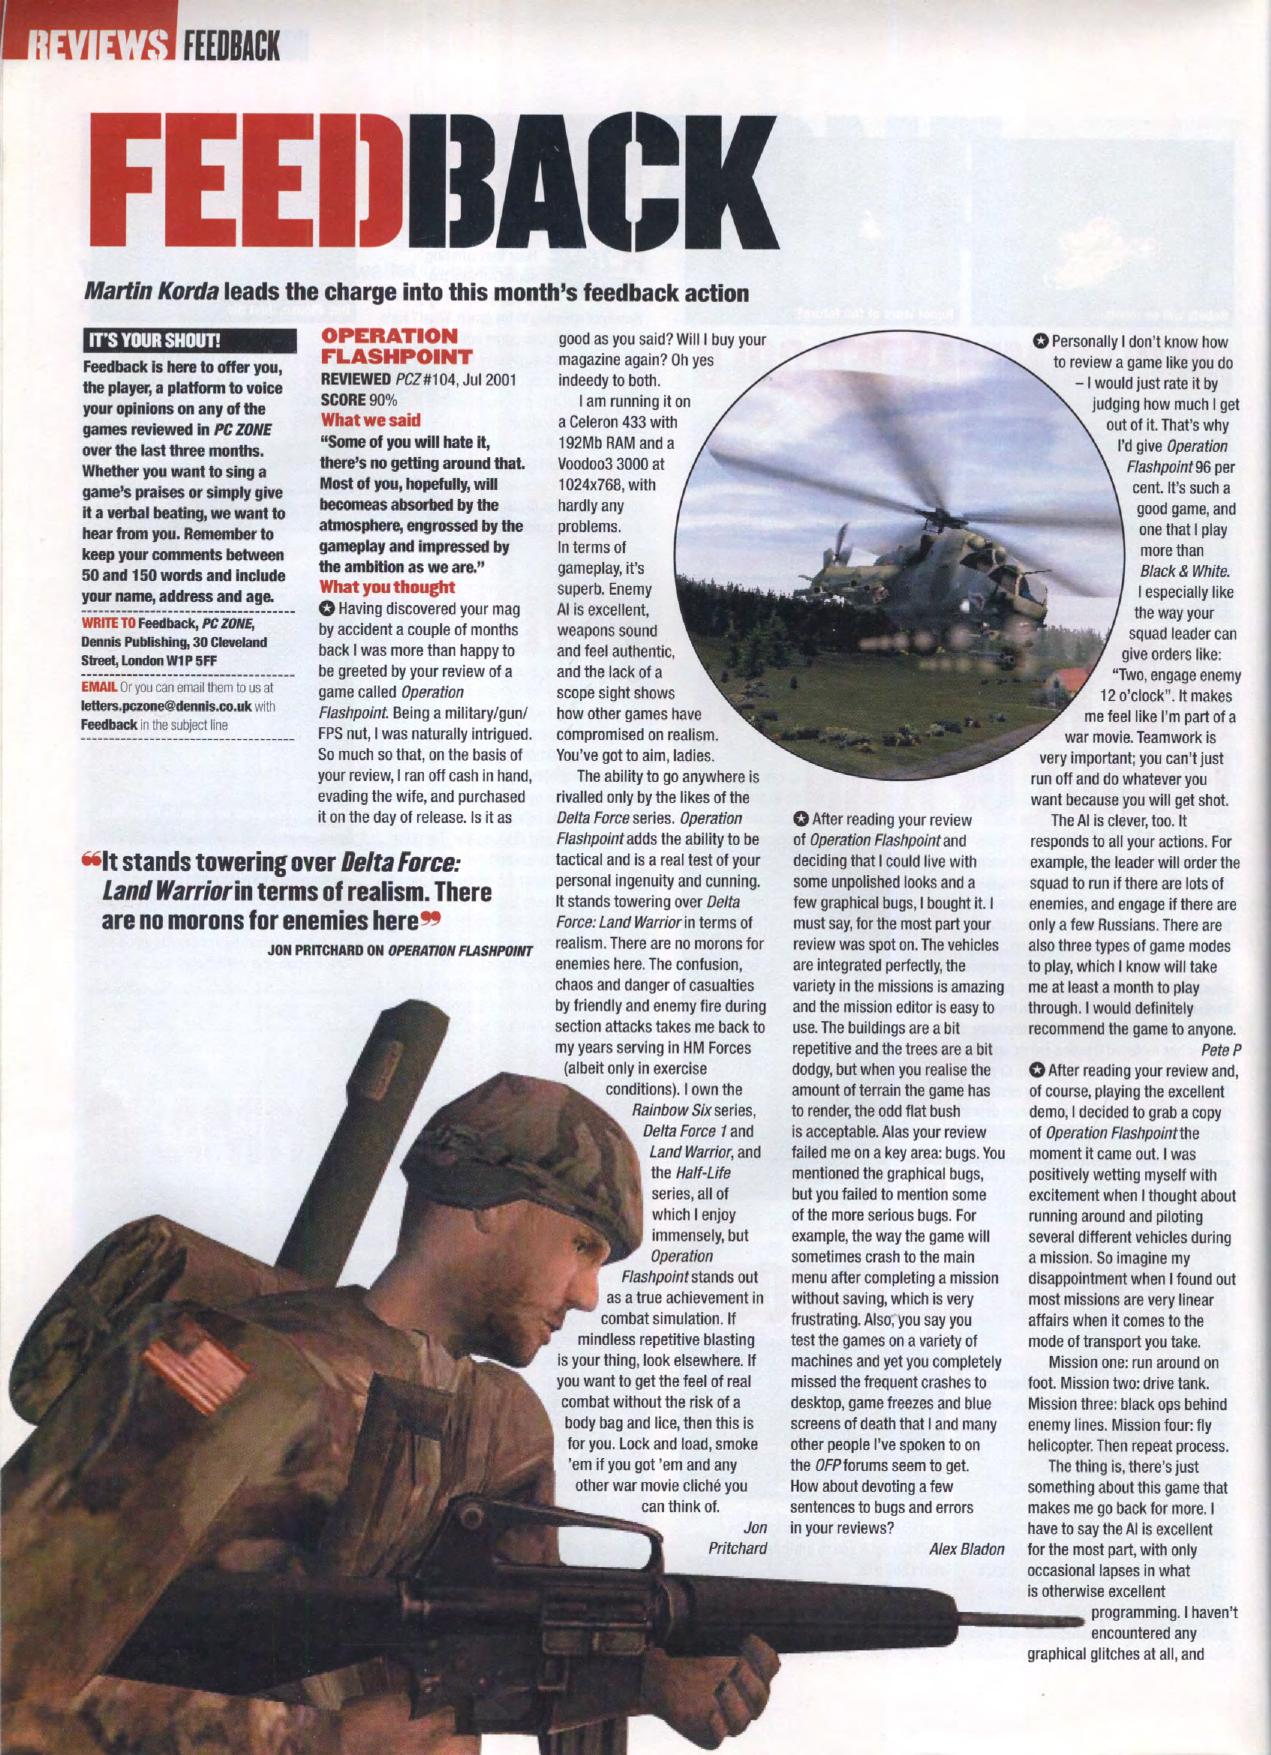 REVIEWS FEEDBACK
FEEDBACK
Martin Korda leads the charge into this month's feedback action
IT'S YOUR SHOUT!
Feedback is here to offer you,
the player, a platform to voice
your opinions on any of the
games reviewed in PC ZONE
over the last three months.
Whether you want to sing a
game's praises or simply give
it a verbal beating, we want to
hear from you. Remember to
keep your comments between
50 and 150 words and include
your name, address and age.
WRITE TO Feedback, PC ZONE,
Dennis Publishing, 30 Cleveland
Street, London W1P 5FF
EMAIL Or you can email them to us at
letters.pczone@dennis.co.uk with
Feedback in the subject line
OPERATION
FLASHPOINT
REVIEWED PCZ #104, Jul 2001
SCORE 90%
What we said
"Some of you will hate it,
there's no getting around that.
Most of you, hopefully, will
becomeas absorbed by the
atmosphere, engrossed by the
gameplay and impressed by
the ambition as we are."
What you thought
Having discovered your mag
by accident a couple of months
back I was more than happy to
be greeted by your review of a
game called Operation
Flashpoint. Being a military/gun/
FPS nut, I was naturally intrigued.
So much so that, on the basis of
your review, I ran off cash in hand,
evading the wife, and purchased
it on the day of release. Is it as
"It stands towering over Delta Force:
Land Warrior in terms of realism. There
are no morons for enemies here"
JON PRITCHARD ON OPERATION FLASHPOINT
good as you said? Will I buy your
magazine again? Oh yes
indeedy to both.
I am running it on
a Celeron 433 with
192Mb RAM and a
Voodoo3 3000 at
1024x768, with
hardly any
problems.
In terms of
gameplay, it's
superb. Enemy
AI is excellent,
weapons sound
and feel authentic,
and the lack of a
scope sight shows
how other games have
compromised on realism.
You've got to aim, ladies.
The ability to go anywhere is
rivalled only by the likes of the
Delta Force series. Operation
Flashpoint adds the ability to be
tactical and is a real test of your
personal ingenuity and cunning.
It stands towering over Delta
Force: Land Warrior in terms of
realism. There are no morons for
enemies here. The confusion,
chaos and danger of casualties
by friendly and enemy fire during
section attacks takes me back to
my years serving in HM Forces
(albeit only in exercise
conditions). I own the
Rainbow Six series,
Delta Force 1 and
Land Warrior, and
the Half-Life
series, all of
which I enjoy
immensely, but
Operation
Flashpoint stands out
as a true achievement in
combat simulation. If
mindless repetitive blasting
is your thing, look elsewhere. If
you want to get the feel of real
combat without the risk of a
body bag and lice, then this is
for you. Lock and load, smoke
'em if you got 'em and any
other war movie cliché you
can think of.
Jon
Pritchard
After reading your review
of Operation Flashpoint and
deciding that I could live with
some unpolished looks and a
few graphical bugs, I bought it. I
must say, for the most part your
review was spot on. The vehicles
are integrated perfectly, the
variety in the missions is amazing
and the mission editor is easy to
use. The buildings are a bit
repetitive and the trees are a bit
dodgy, but when you realise the
amount of terrain the game has
to render, the odd flat bush
is acceptable. Alas your review
failed me on a key area: bugs. You
mentioned the graphical bugs,
but you failed to mention some
of the more serious bugs. For
example, the way the game will
sometimes crash to the main
menu after completing a mission
without saving, which is very
frustrating. Also, you say you
test the games on a variety of
machines and yet you completely
missed the frequent crashes to
desktop, game freezes and blue
screens of death that I and many
other people I've spoken to on
the OFP forums seem to get.
How about devoting a few
sentences to bugs and errors
in your reviews?
Alex Bladon
Personally I don't know how
to review a game like you do
– I would just rate it by
judging how much I get
out of it. That's why
I'd give Operation
Flashpoint 96 per
cent. It's such a
good game, and
one that I play
more than
Black & White.
I especially like
the way your
squad leader can
give orders like:
"Two, engage enemy
12 o'clock". It makes
me feel like I'm part of a
war movie. Teamwork is
very important; you can't just
run off and do whatever you
want because you will get shot.
The AI is clever, too. It
responds to all your actions. For
example, the leader will order the
squad to run if there are lots of
enemies, and engage if there are
only a few Russians. There are
also three types of game modes
to play, which I know will take
me at least a month to play
through. I would definitely
recommend the game to anyone.
Pete P
After reading your review and,
of course, playing the excellent
demo, I decided to grab a copy
of Operation Flashpoint the
moment it came out. I was
positively wetting myself with
excitement when I thought about
running around and piloting
several different vehicles during
a mission. So imagine my
disappointment when I found out
most missions are very linear
affairs when it comes to the
mode of transport you take.
Mission one: run around on
foot. Mission two: drive tank.
Mission three: black ops behind
enemy lines. Mission four: fly
helicopter. Then repeat process.
The thing is, there's just
something about this game that
makes me go back for more. I
have to say the AI is excellent
for the most part, with only
occasional lapses in what
is otherwise excellent
programming. I haven't
encountered any
graphical glitches at all, and